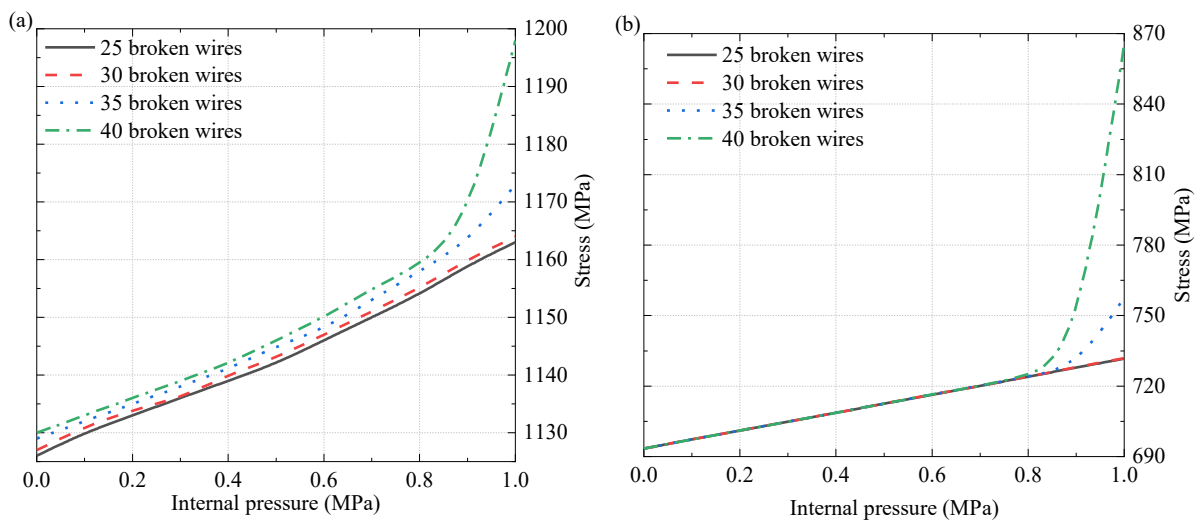 (a)
25 broken wires
30 broken wires
35 broken wires
40 broken wires
1200
1190
1180
1170
1160
1150
1140
1130
Stress (MPa)
0.0 0.2 0.4 0.6 0.8 1.0
Internal pressure (MPa)
(b)
25 broken wires
30 broken wires
35 broken wires
40 broken wires
870
840
810
780
750
720
690
Stress (MPa)
0.0 0.2 0.4 0.6 0.8 1.0
Internal pressure (MPa)